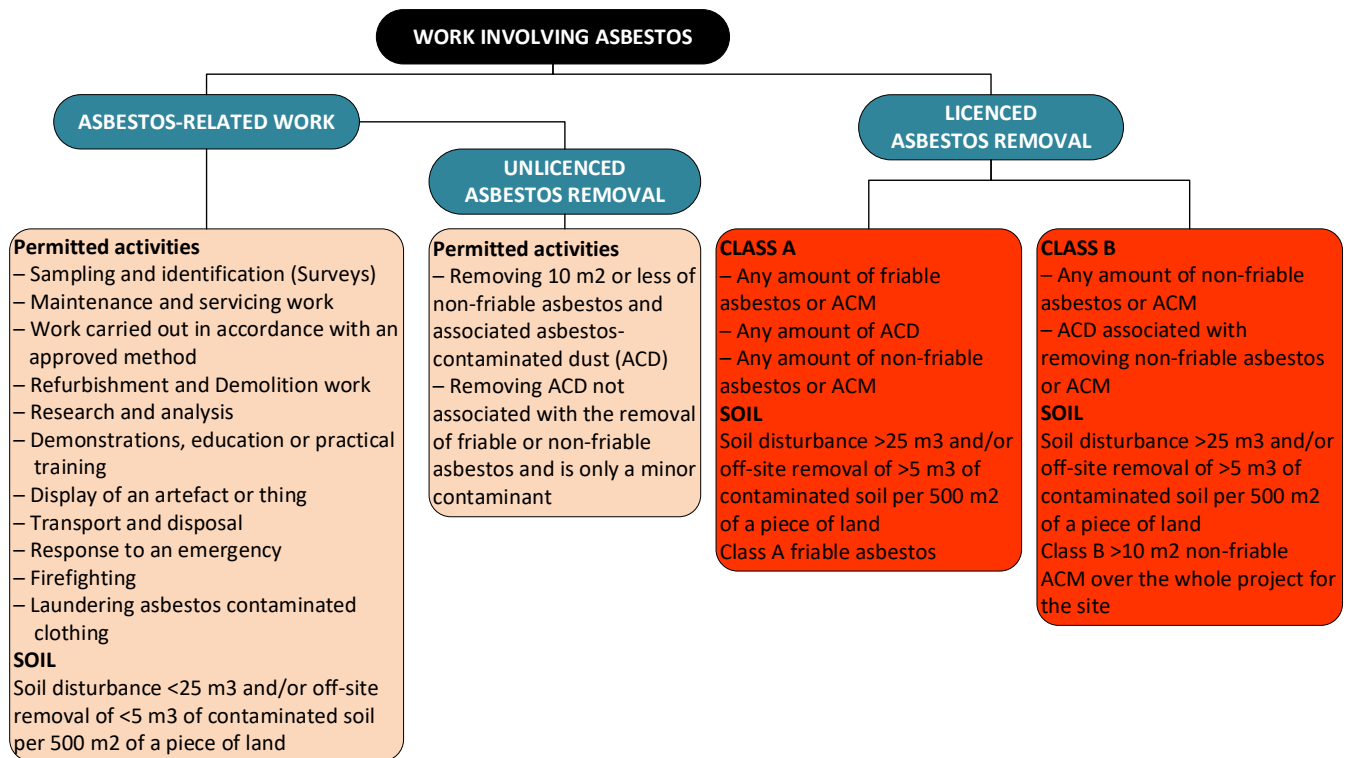 WORK INVOLVING ASBESTOS
ASBESTOS-RELATED WORK
LICENCED
ASBESTOS REMOVAL
UNLICENCED
ASBESTOS REMOVAL
Permitted activities
– Sampling and identification (Surveys)
– Maintenance and servicing work
– Work carried out in accordance with an
approved method
– Refurbishment and Demolition work
– Research and analysis
– Demonstrations, education or practical
training
– Display of an artefact or thing
– Transport and disposal
– Response to an emergency
– Firefighting
– Laundering asbestos contaminated
clothing
SOIL
Soil disturbance <25 m3 and/or off-site
removal of <5 m3 of contaminated soil
per 500 m2 of a piece of land
Permitted activities
– Removing 10 m2 or less of
non-friable asbestos and
associated asbestos-
contaminated dust (ACD)
– Removing ACD not
associated with the removal
of friable or non-friable
asbestos and is only a minor
contaminant
CLASS A
– Any amount of friable
asbestos or ACM
– Any amount of ACD
– Any amount of non-friable
asbestos or ACM
SOIL
Soil disturbance >25 m3 and/or
off-site removal of >5 m3 of
contaminated soil per 500 m2
of a piece of land
Class A friable asbestos
CLASS B
– Any amount of non-friable
asbestos or ACM
– ACD associated with
removing non-friable asbestos
or ACM
SOIL
Soil disturbance >25 m3 and/or
off-site removal of >5 m3 of
contaminated soil per 500 m2
of a piece of land
Class B >10 m2 non-friable
ACM over the whole project for
the site